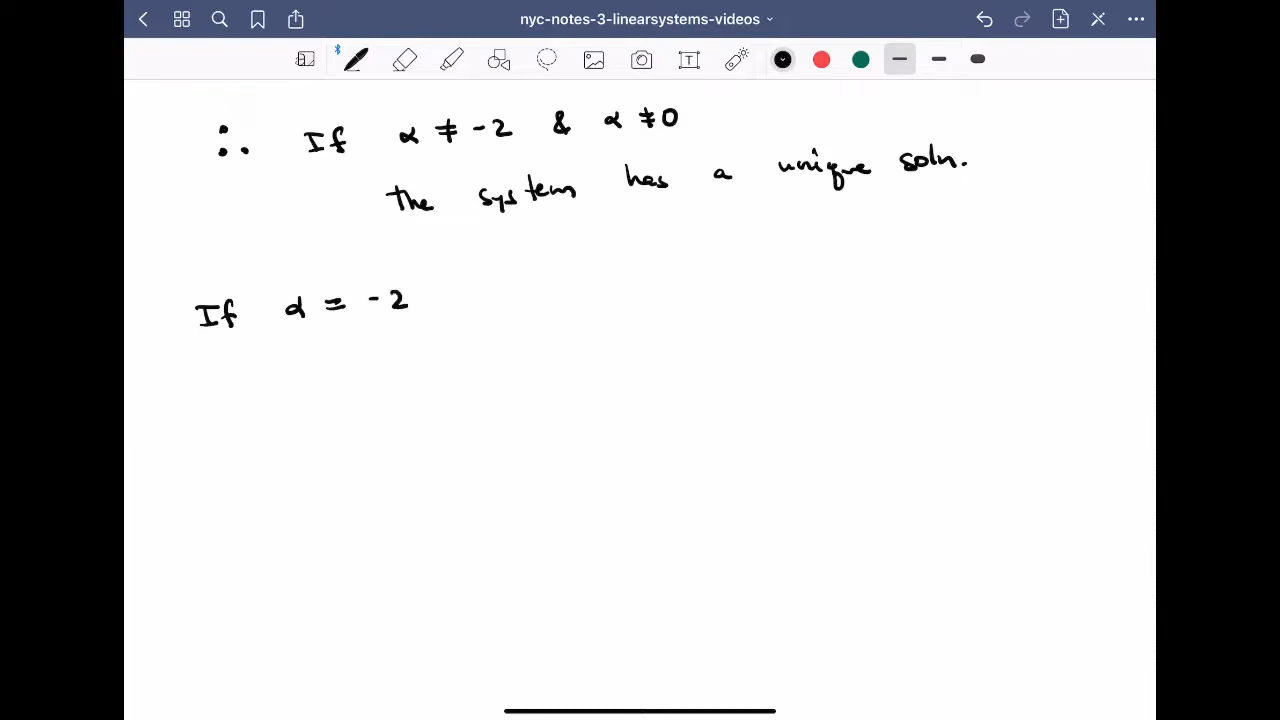 nyc-notes-3-linearsystems-videos
∴ If α ≠ -2 & α ≠ 0
the system has a unique soln.
If α = -2